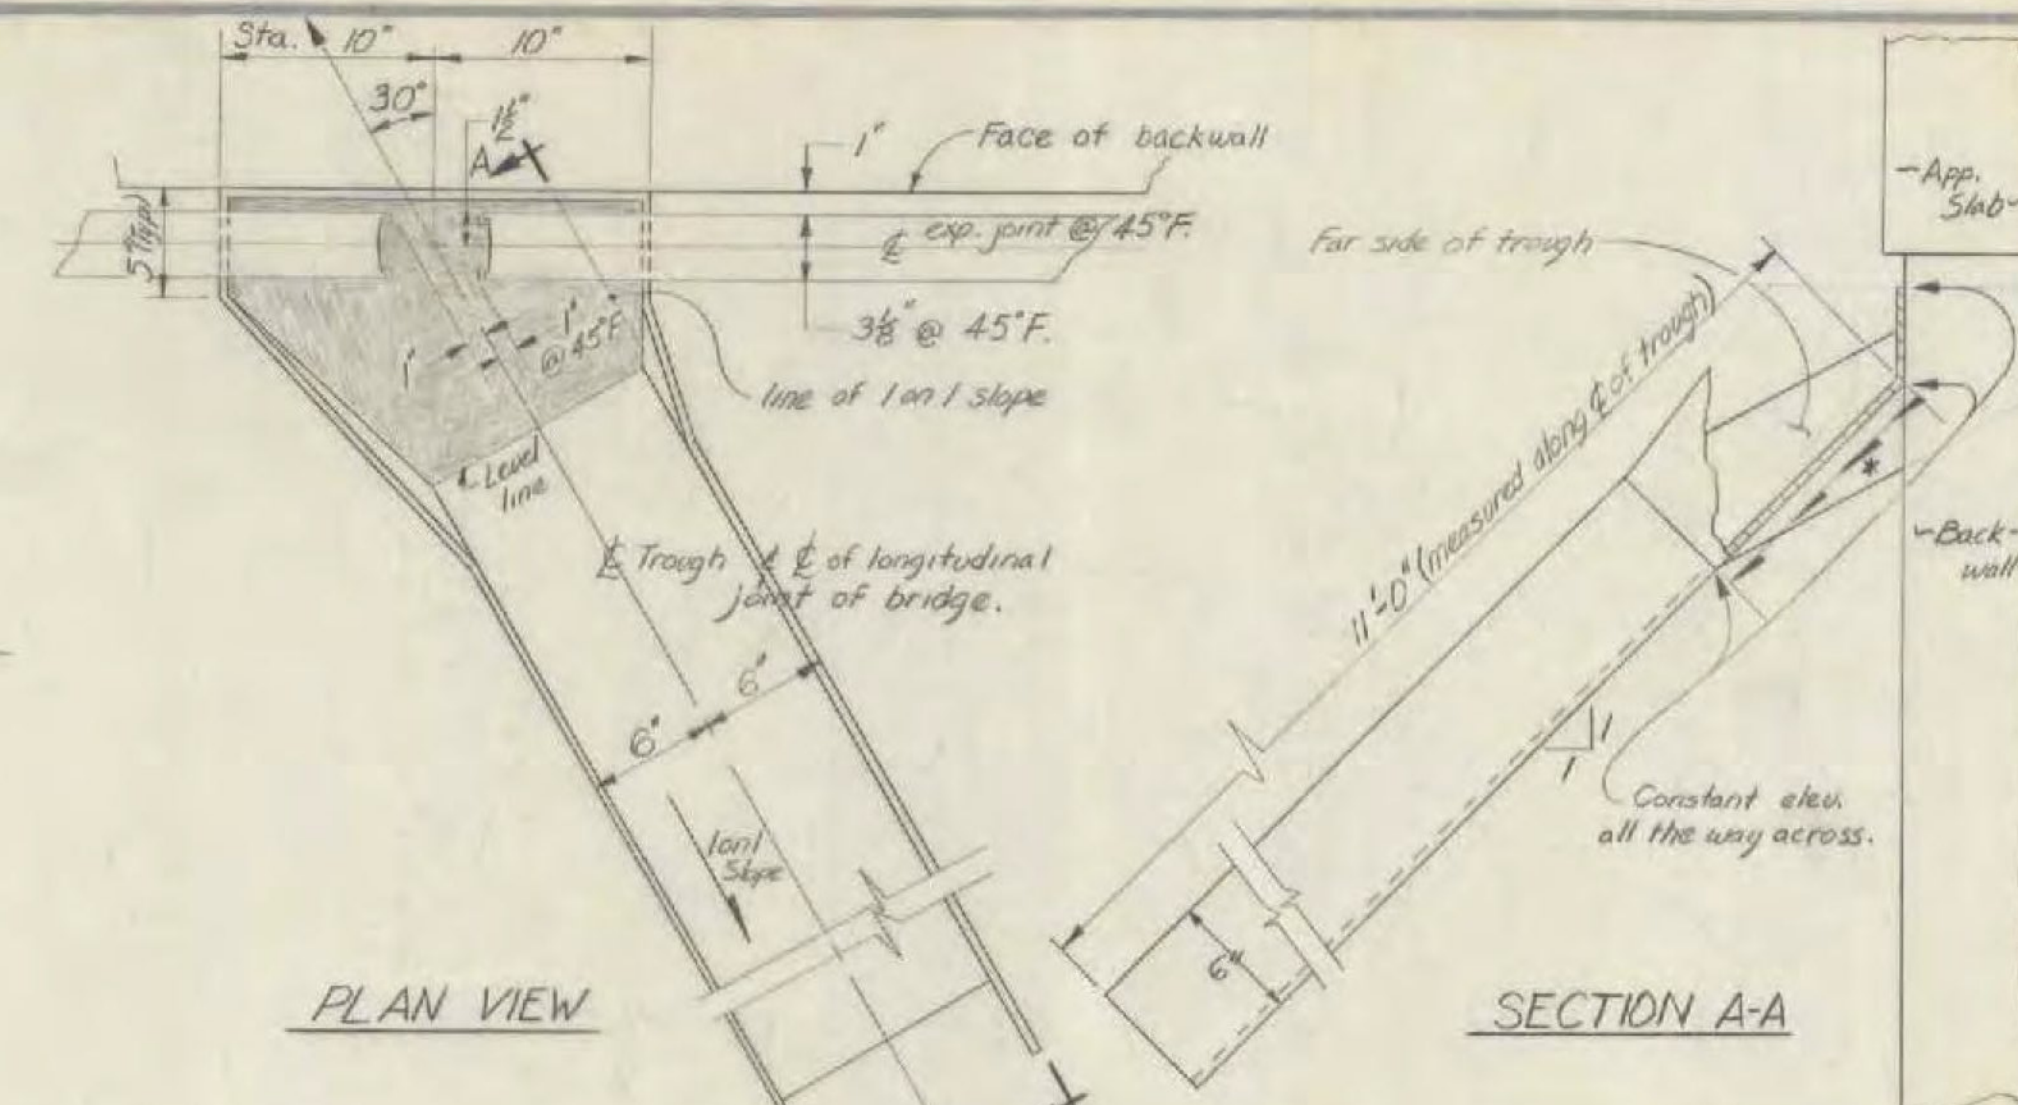 Sta.
10"
10"
30°
1½"
A
1"
Face of backwall
5" (Typ)
℄ exp. joint @ 45°F.
3⅛" @ 45°F.
1"
1"
@ 45°F
line of 1 on 1 slope
Level
line
℄ Trough & ℄ of longitudinal
joint of bridge.
6"
6"
1 on 1
Slope
PLAN VIEW
App.
Slab
Far side of trough
11'-0" (measured along ℄ of trough)
*
Back-
wall
1
1
Constant elev.
all the way across.
6"
SECTION A-A